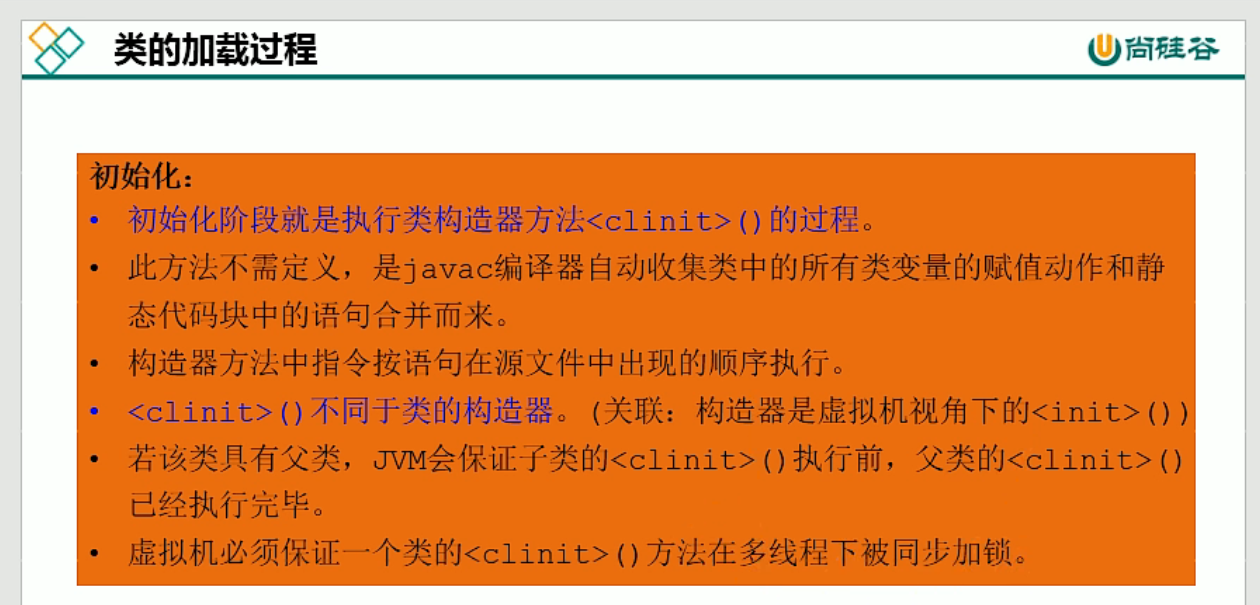 类的加载过程
尚硅谷
初始化：
• 初始化阶段就是执行类构造器方法<clinit>()的过程。
• 此方法不需定义，是javac编译器自动收集类中的所有类变量的赋值动作和静
态代码块中的语句合并而来。
• 构造器方法中指令按语句在源文件中出现的顺序执行。
• <clinit>()不同于类的构造器。（关联：构造器是虚拟机视角下的<init>()）
• 若该类具有父类，JVM会保证子类的<clinit>()执行前，父类的<clinit>()
已经执行完毕。
• 虚拟机必须保证一个类的<clinit>()方法在多线程下被同步加锁。